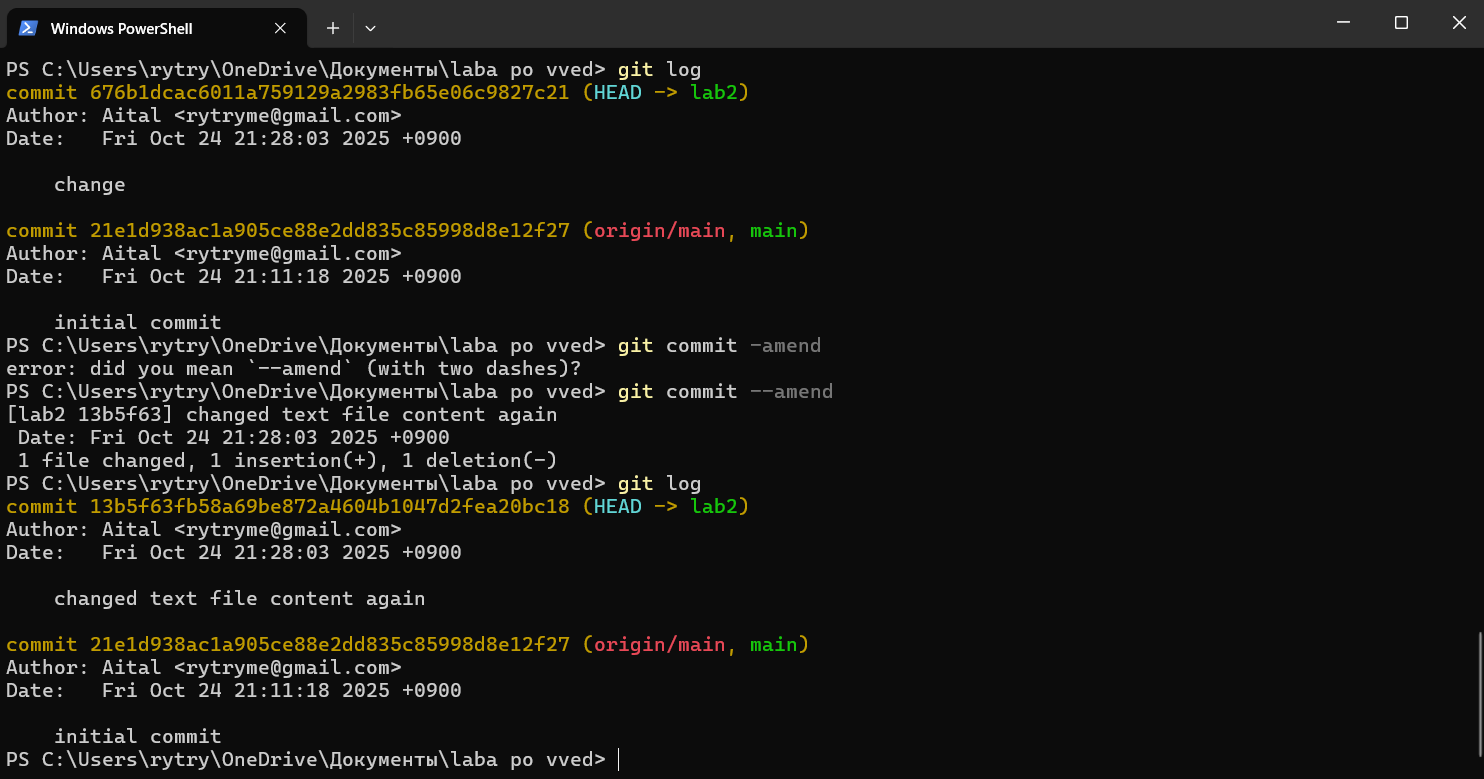 Windows PowerShell
PS C:\Users\rytry\OneDrive\Документы\laba po vved> git log
commit 676b1dcac6011a759129a2983fb65e06c9827c21 (HEAD -> lab2)
Author: Aital <rytryme@gmail.com>
Date:   Fri Oct 24 21:28:03 2025 +0900

    change

commit 21e1d938ac1a905ce88e2dd835c85998d8e12f27 (origin/main, main)
Author: Aital <rytryme@gmail.com>
Date:   Fri Oct 24 21:11:18 2025 +0900

    initial commit
PS C:\Users\rytry\OneDrive\Документы\laba po vved> git commit -amend
error: did you mean `--amend` (with two dashes)?
PS C:\Users\rytry\OneDrive\Документы\laba po vved> git commit --amend
[lab2 13b5f63] changed text file content again
 Date: Fri Oct 24 21:28:03 2025 +0900
 1 file changed, 1 insertion(+), 1 deletion(-)
PS C:\Users\rytry\OneDrive\Документы\laba po vved> git log
commit 13b5f63fb58a69be872a4604b1047d2fea20bc18 (HEAD -> lab2)
Author: Aital <rytryme@gmail.com>
Date:   Fri Oct 24 21:28:03 2025 +0900

    changed text file content again

commit 21e1d938ac1a905ce88e2dd835c85998d8e12f27 (origin/main, main)
Author: Aital <rytryme@gmail.com>
Date:   Fri Oct 24 21:11:18 2025 +0900

    initial commit
PS C:\Users\rytry\OneDrive\Документы\laba po vved>